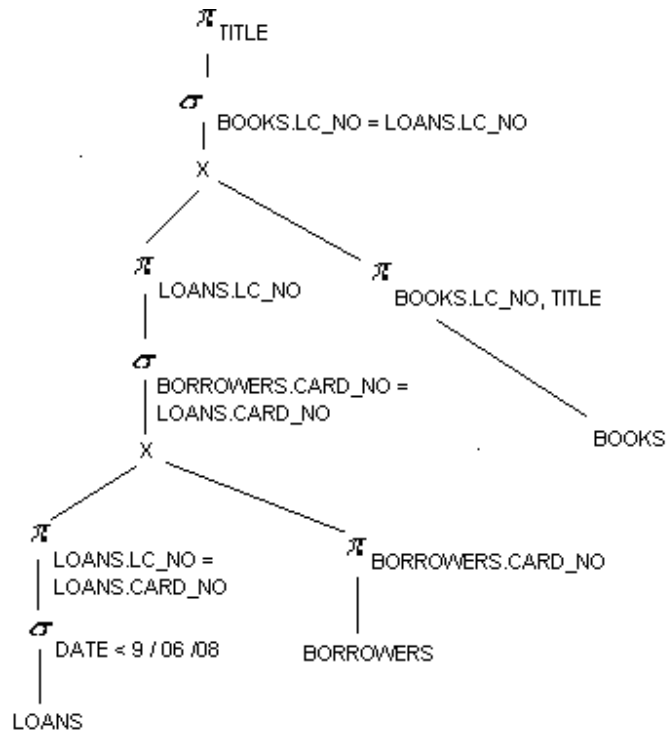 π TITLE
σ BOOKS.LC_NO = LOANS.LC_NO
X
π LOANS.LC_NO
π BOOKS.LC_NO, TITLE
σ BORROWERS.CARD_NO =
LOANS.CARD_NO
BOOKS
X
π LOANS.LC_NO =
LOANS.CARD_NO
π BORROWERS.CARD_NO
σ DATE < 9 / 06 /08
BORROWERS
LOANS